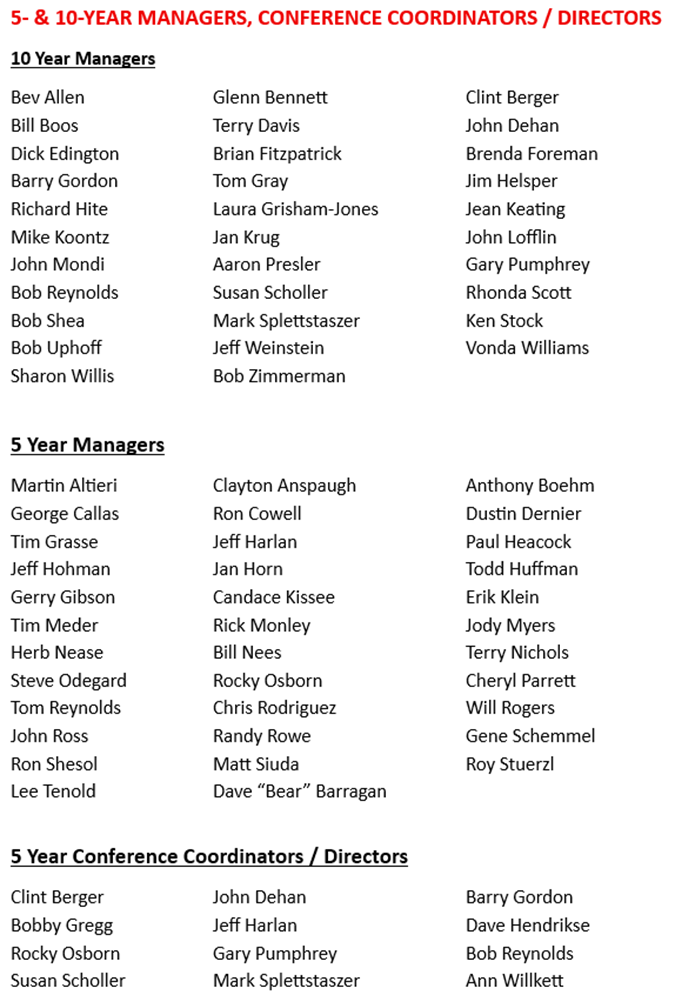 5- & 10-YEAR MANAGERS, CONFERENCE COORDINATORS / DIRECTORS
10 Year Managers
Bev Allen Glenn Bennett Clint Berger
Bill Boos Terry Davis John Dehan
Dick Edington Brian Fitzpatrick Brenda Foreman
Barry Gordon Tom Gray Jim Helsper
Richard Hite Laura Grisham-Jones Jean Keating
Mike Koontz Jan Krug John Lofflin
John Mondi Aaron Presler Gary Pumphrey
Bob Reynolds Susan Scholler Rhonda Scott
Bob Shea Mark Splettstaszer Ken Stock
Bob Uphoff Jeff Weinstein Vonda Williams
Sharon Willis Bob Zimmerman
5 Year Managers
Martin Altieri Clayton Anspaugh Anthony Boehm
George Callas Ron Cowell Dustin Dernier
Tim Grasse Jeff Harlan Paul Heacock
Jeff Hohman Jan Horn Todd Huffman
Gerry Gibson Candace Kissee Erik Klein
Tim Meder Rick Monley Jody Myers
Herb Nease Bill Nees Terry Nichols
Steve Odegard Rocky Osborn Cheryl Parrett
Tom Reynolds Chris Rodriguez Will Rogers
John Ross Randy Rowe Gene Schemmel
Ron Shesol Matt Siuda Roy Stuerzl
Lee Tenold Dave “Bear” Barragan
5 Year Conference Coordinators / Directors
Clint Berger John Dehan Barry Gordon
Bobby Gregg Jeff Harlan Dave Hendrikse
Rocky Osborn Gary Pumphrey Bob Reynolds
Susan Scholler Mark Splettstaszer Ann Willkett